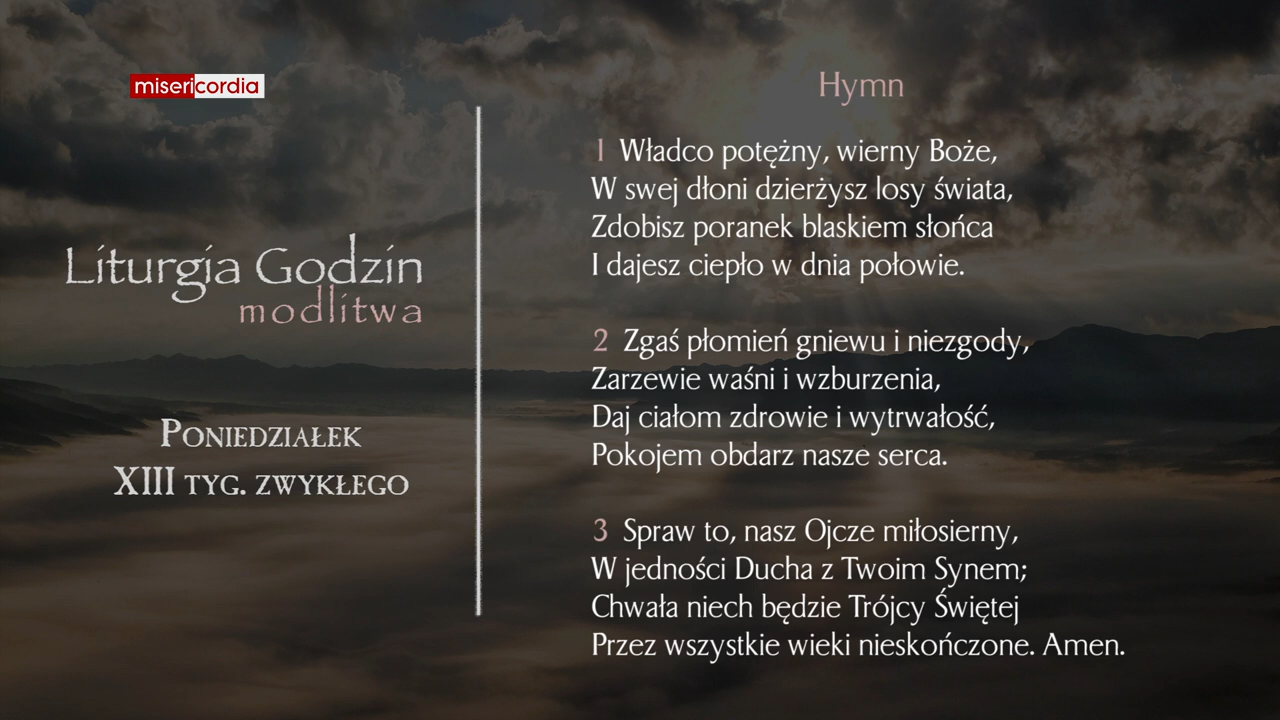 misericordia
Liturgia Godzin
modlitwa
Poniedziałek
XIII tyg. zwykłego
Hymn
1 Władco potężny, wierny Boże,
W swej dłoni dzierżysz losy świata,
Zdobisz poranek blaskiem słońca
I dajesz ciepło w dnia połowie.
2 Zgaś płomień gniewu i niezgody,
Zarzewie waśni i wzburzenia,
Daj ciałom zdrowie i wytrwałość,
Pokojem obdarz nasze serca.
3 Spraw to, nasz Ojcze miłosierny,
W jedności Ducha z Twoim Synem;
Chwała niech będzie Trójcy Świętej
Przez wszystkie wieki nieskończone. Amen.